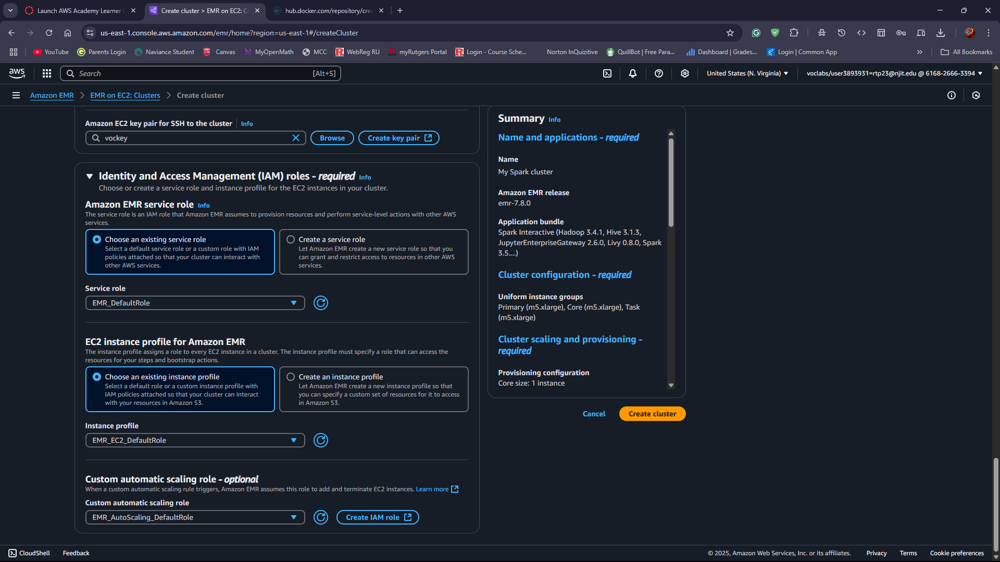 Launch AWS Academy Learner
Create cluster > EMR on EC2: C
hub.docker.com/repository/cre
us-east-1.console.aws.amazon.com/emr/home?region=us-east-1#/createCluster
YouTube
Parents Login
Naviance Student
Canvas
MyOpenMath
MCC
WebReg RU
myRutgers Portal
Login - Course Sche...
Norton InQuizitive
QuillBot | Free Para...
Dashboard | Grades...
Login | Common App
All Bookmarks
aws
Search
[Alt+S]
United States (N. Virginia)
voclabs/user3893931=rtp23@njit.edu @ 6168-2666-3394
Amazon EMR
EMR on EC2: Clusters
Create cluster
Amazon EC2 key pair for SSH to the cluster
Info
vockey
Browse
Create key pair
Identity and Access Management (IAM) roles - required Info
Choose or create a service role and instance profile for the EC2 instances in your cluster.
Amazon EMR service role Info
The service role is an IAM role that Amazon EMR assumes to provision resources and perform service-level actions with other AWS
services.
Choose an existing service role
Select a default service role or a custom role with IAM
policies attached so that your cluster can interact with
other AWS services.
Create a service role
Let Amazon EMR create a new service role so that you
can grant and restrict access to resources in other AWS
services.
Service role
EMR_DefaultRole
EC2 instance profile for Amazon EMR
The instance profile assigns a role to every EC2 instance in a cluster. The instance profile must specify a role that can access the
resources for your steps and bootstrap actions.
Choose an existing instance profile
Select a default role or a custom instance profile with
IAM policies attached so that your cluster can interact
with your resources in Amazon S3.
Create an instance profile
Let Amazon EMR create a new instance profile so that
you can specify a custom set of resources for it to access
in Amazon S3.
Instance profile
EMR_EC2_DefaultRole
Custom automatic scaling role - optional
When a custom automatic scaling rule triggers, Amazon EMR assumes this role to add and terminate EC2 instances. Learn more
Custom automatic scaling role
EMR_AutoScaling_DefaultRole
Create IAM role
Summary Info
Name and applications - required
Name
My Spark cluster
Amazon EMR release
emr-7.8.0
Application bundle
Spark Interactive (Hadoop 3.4.1, Hive 3.1.3,
JupyterEnterpriseGateway 2.6.0, Livy 0.8.0, Spark
3.5....)
Cluster configuration - required
Uniform instance groups
Primary (m5.xlarge), Core (m5.xlarge), Task
(m5.xlarge)
Cluster scaling and provisioning -
required
Provisioning configuration
Core size: 1 instance
Cancel
Create cluster
CloudShell
Feedback
© 2025, Amazon Web Services, Inc. or its affiliates.
Privacy
Terms
Cookie preferences